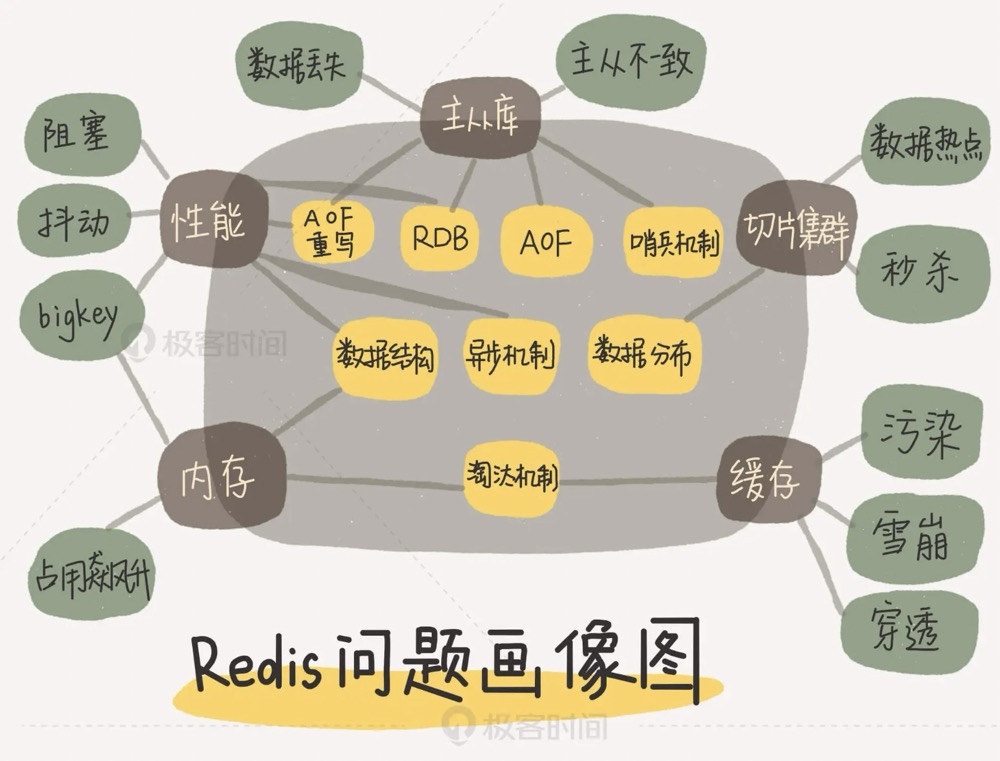 数据丢失
主从不一致
主从库
阻塞
数据热点
抖动
性能
AOF
重写
RDB
AOF
哨兵机制
切片集群
秒杀
bigkey
极客时间
数据结构
异步机制
数据分布
污染
内存
淘汰机制
缓存
雪崩
占用飙升
穿透
Redis问题画像图
极客时间